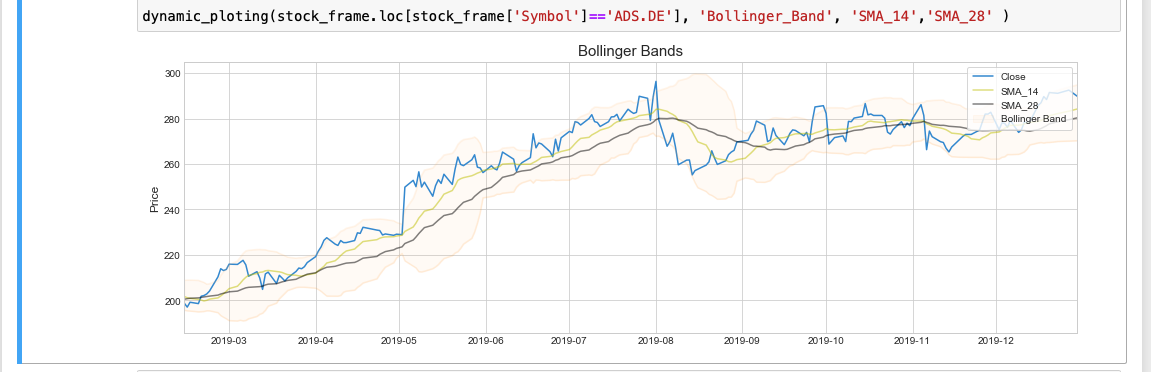 dynamic_ploting(stock_frame.loc[stock_frame['Symbol']=='ADS.DE'], 'Bollinger_Band', 'SMA_14','SMA_28' )
Bollinger Bands
Close
SMA_14
SMA_28
Bollinger Band
Price
300
280
260
240
220
200
2019-03 2019-04 2019-05 2019-06 2019-07 2019-08 2019-09 2019-10 2019-11 2019-12